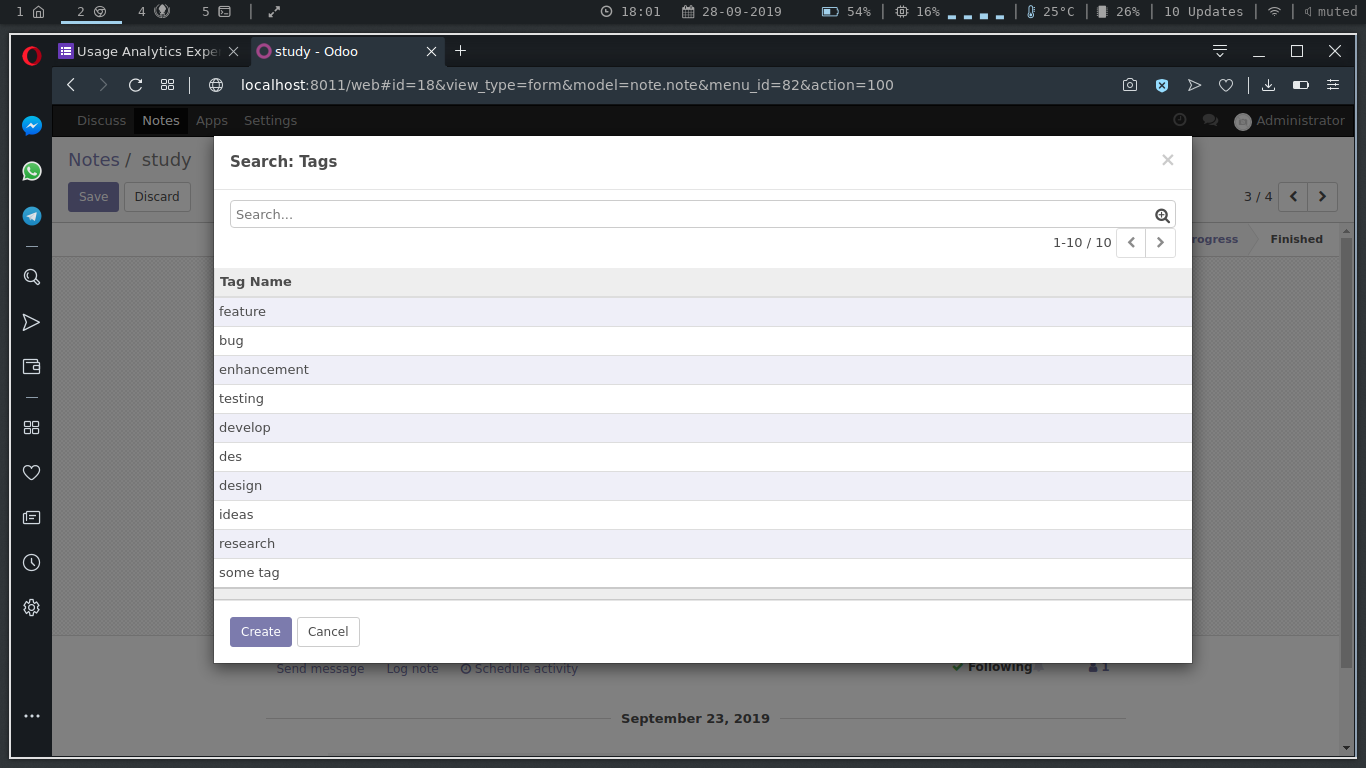 1 2 4 5 18:01 28-09-2019 54% 16% 25°C 26% 10 Updates muted
Usage Analytics Expe study - Odoo
localhost:8011/web#id=18&view_type=form&model=note.note&menu_id=82&action=100
Discuss Notes Apps Settings Administrator
Notes / study
Save Discard 3 / 4
rogress Finished
Search: Tags ×
Search...
1-10 / 10
Tag Name
feature
bug
enhancement
testing
develop
des
design
ideas
research
some tag
Create Cancel
Send message Log note Schedule activity Following 1
September 23, 2019